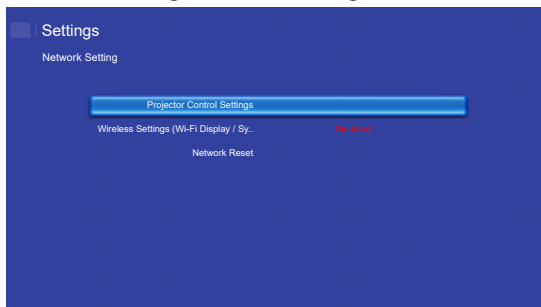 Settings
Network Setting
Projector Control Settings
Wireless Settings (Wi-Fi Display / Sy..
Network Reset